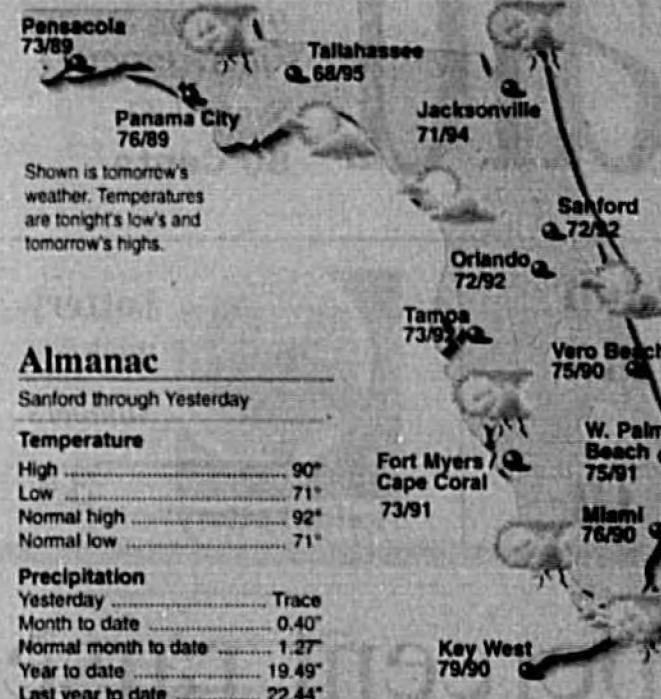 Pensacola
73/89
Tallahassee
68/95
Panama City
76/89
Jacksonville
71/94
Shown is tomorrow's
weather. Temperatures
are tonight's low's and
tomorrow's highs.
Sanford
72/92
Orlando
72/92
Tampa
Vero Beach
75/90
W. Palm
Beach
75/91
Fort Myers /
Cape Coral
73/91
Miami
76/90
Key West
79/90
Almanac
Sanford through Yesterday
Temperature
High ........................................ 90°
Low ........................................ 71°
Normal high ............................ 92°
Normal low ............................. 71°
Precipitation
Yesterday ........................ Trace
Month to date ................... 0.40"
Normal month to date ......... 1.27"
Year to date ..................... 19.49"
Last year to date ............... 22.44"